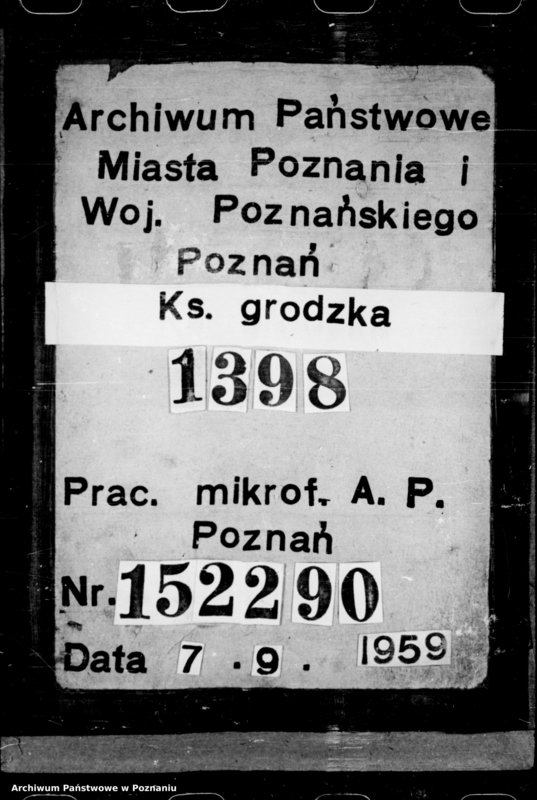 Archiwum Państwowe
Miasta Poznania i
Woj. Poznańskiego
Poznań
Ks. grodzka
1398
Prac. mikrof. A. P.
Poznań
Nr. 152290
Data 7 . 9 . 1959
Archiwum Państwowe w Poznaniu